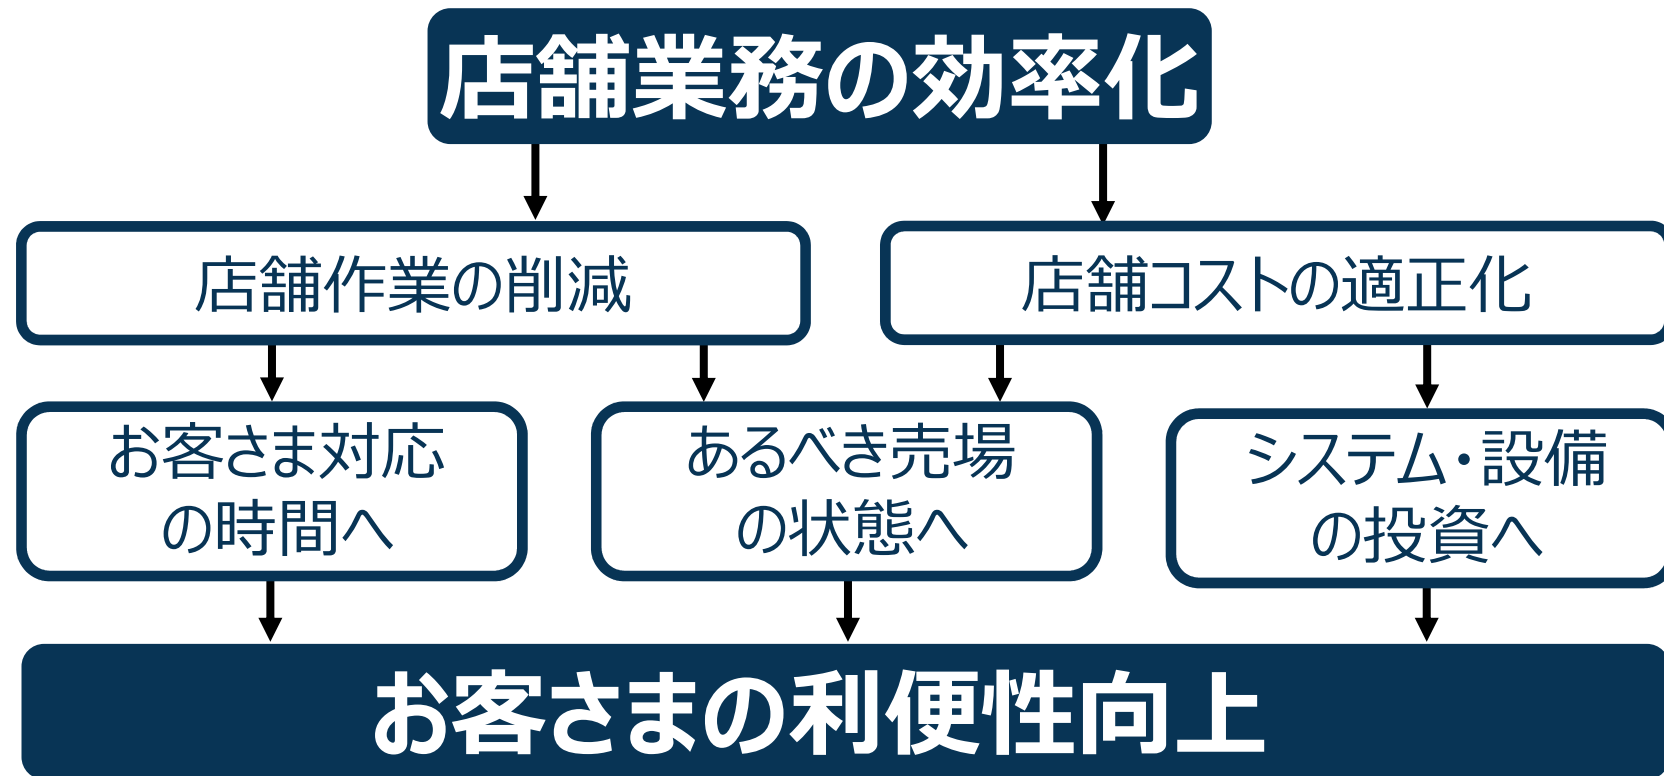 店舗業務の効率化
店舗作業の削減
店舗コストの適正化
お客さま対応
の時間へ
あるべき売場
の状態へ
システム・設備
の投資へ
お客さまの利便性向上